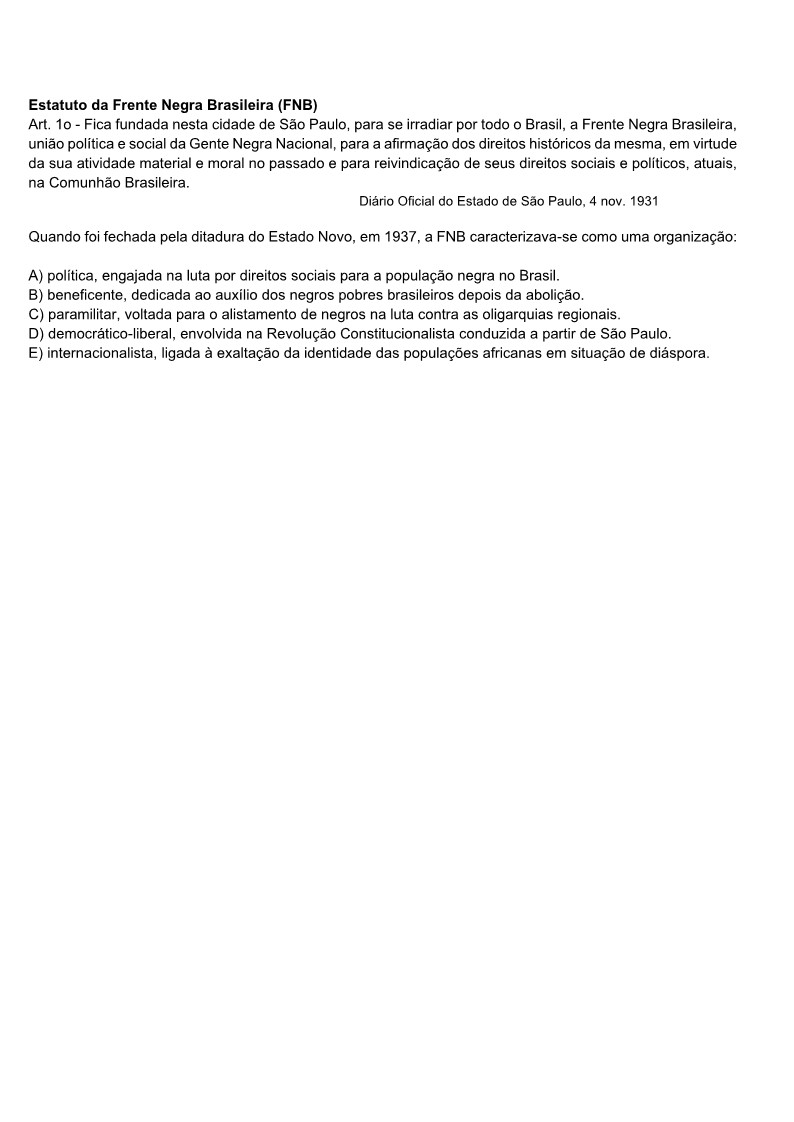 Estatuto da Frente Negra Brasileira (FNB)
Art. 1o - Fica fundada nesta cidade de São Paulo, para se irradiar por todo o Brasil, a Frente Negra Brasileira,
união política e social da Gente Negra Nacional, para a afirmação dos direitos históricos da mesma, em virtude
da sua atividade material e moral no passado e para reivindicação de seus direitos sociais e políticos, atuais,
na Comunhão Brasileira.
Diário Oficial do Estado de São Paulo, 4 nov. 1931
Quando foi fechada pela ditadura do Estado Novo, em 1937, a FNB caracterizava-se como uma organização:
A) política, engajada na luta por direitos sociais para a população negra no Brasil.
B) beneficente, dedicada ao auxílio dos negros pobres brasileiros depois da abolição.
C) paramilitar, voltada para o alistamento de negros na luta contra as oligarquias regionais.
D) democrático-liberal, envolvida na Revolução Constitucionalista conduzida a partir de São Paulo.
E) internacionalista, ligada à exaltação da identidade das populações africanas em situação de diáspora.